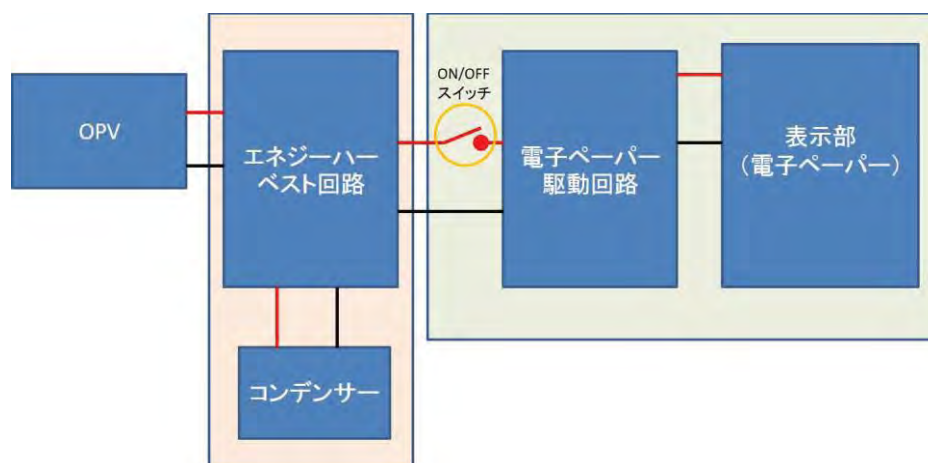 OPV
エネジーハー
ベスト回路
コンデンサー
ON/OFF
スイッチ
電子ペーパー
駆動回路
表示部
（電子ペーパー）